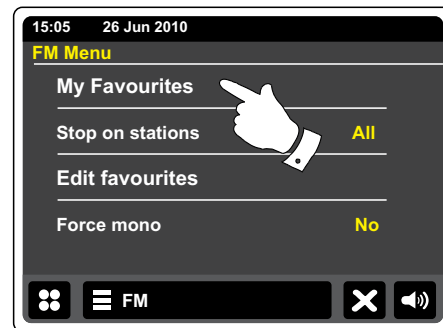 15:05 26 Jun 2010
FM Menu
My Favourites
Stop on stations All
Edit favourites
Force mono No
FM